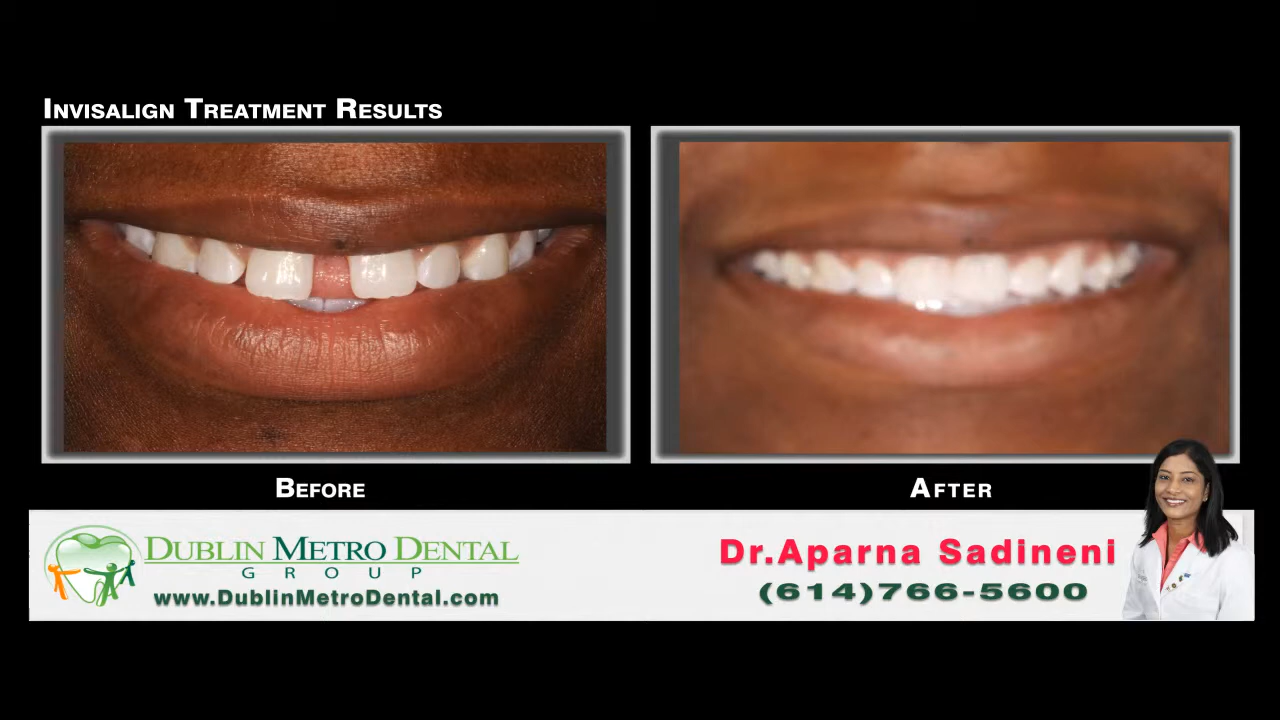 INVISALIGN TREATMENT RESULTS
BEFORE
AFTER
DUBLIN METRO DENTAL
GROUP
www.DublinMetroDental.com
Dr.Aparna Sadineni
(614)766-5600